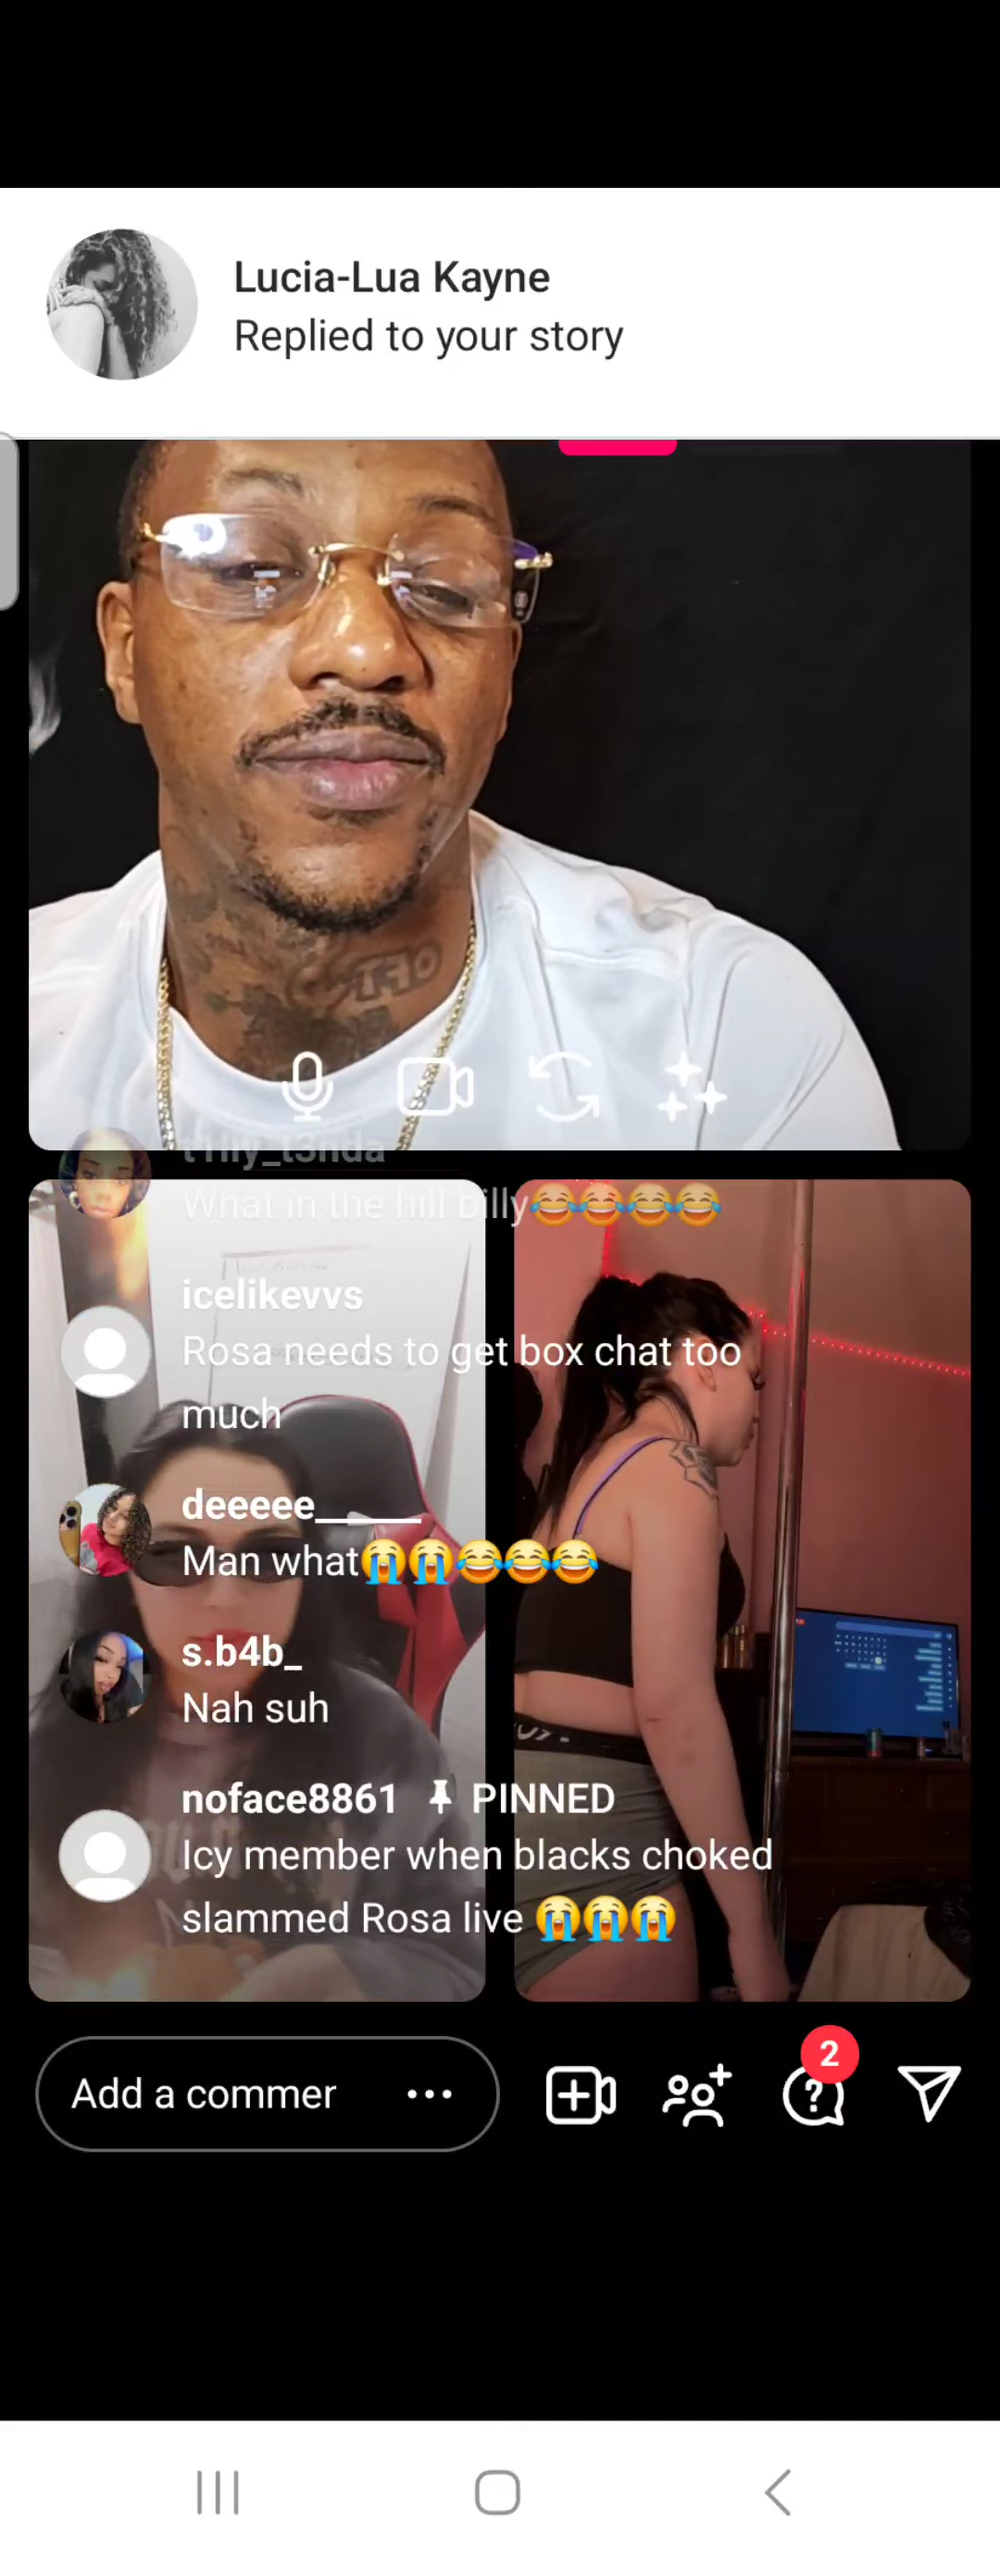 Lucia-Lua Kayne
Replied to your story
t1lly_t3nda
What in the hill billy😂😂😂😂
icelikevvs
Rosa needs to get box chat too
much
deeeee_____
Man what😭😭😂😂😂
s.b4b_
Nah suh
noface8861 📌 PINNED
Icy member when blacks choked
slammed Rosa live 😭😭😭
2
Add a commer ...